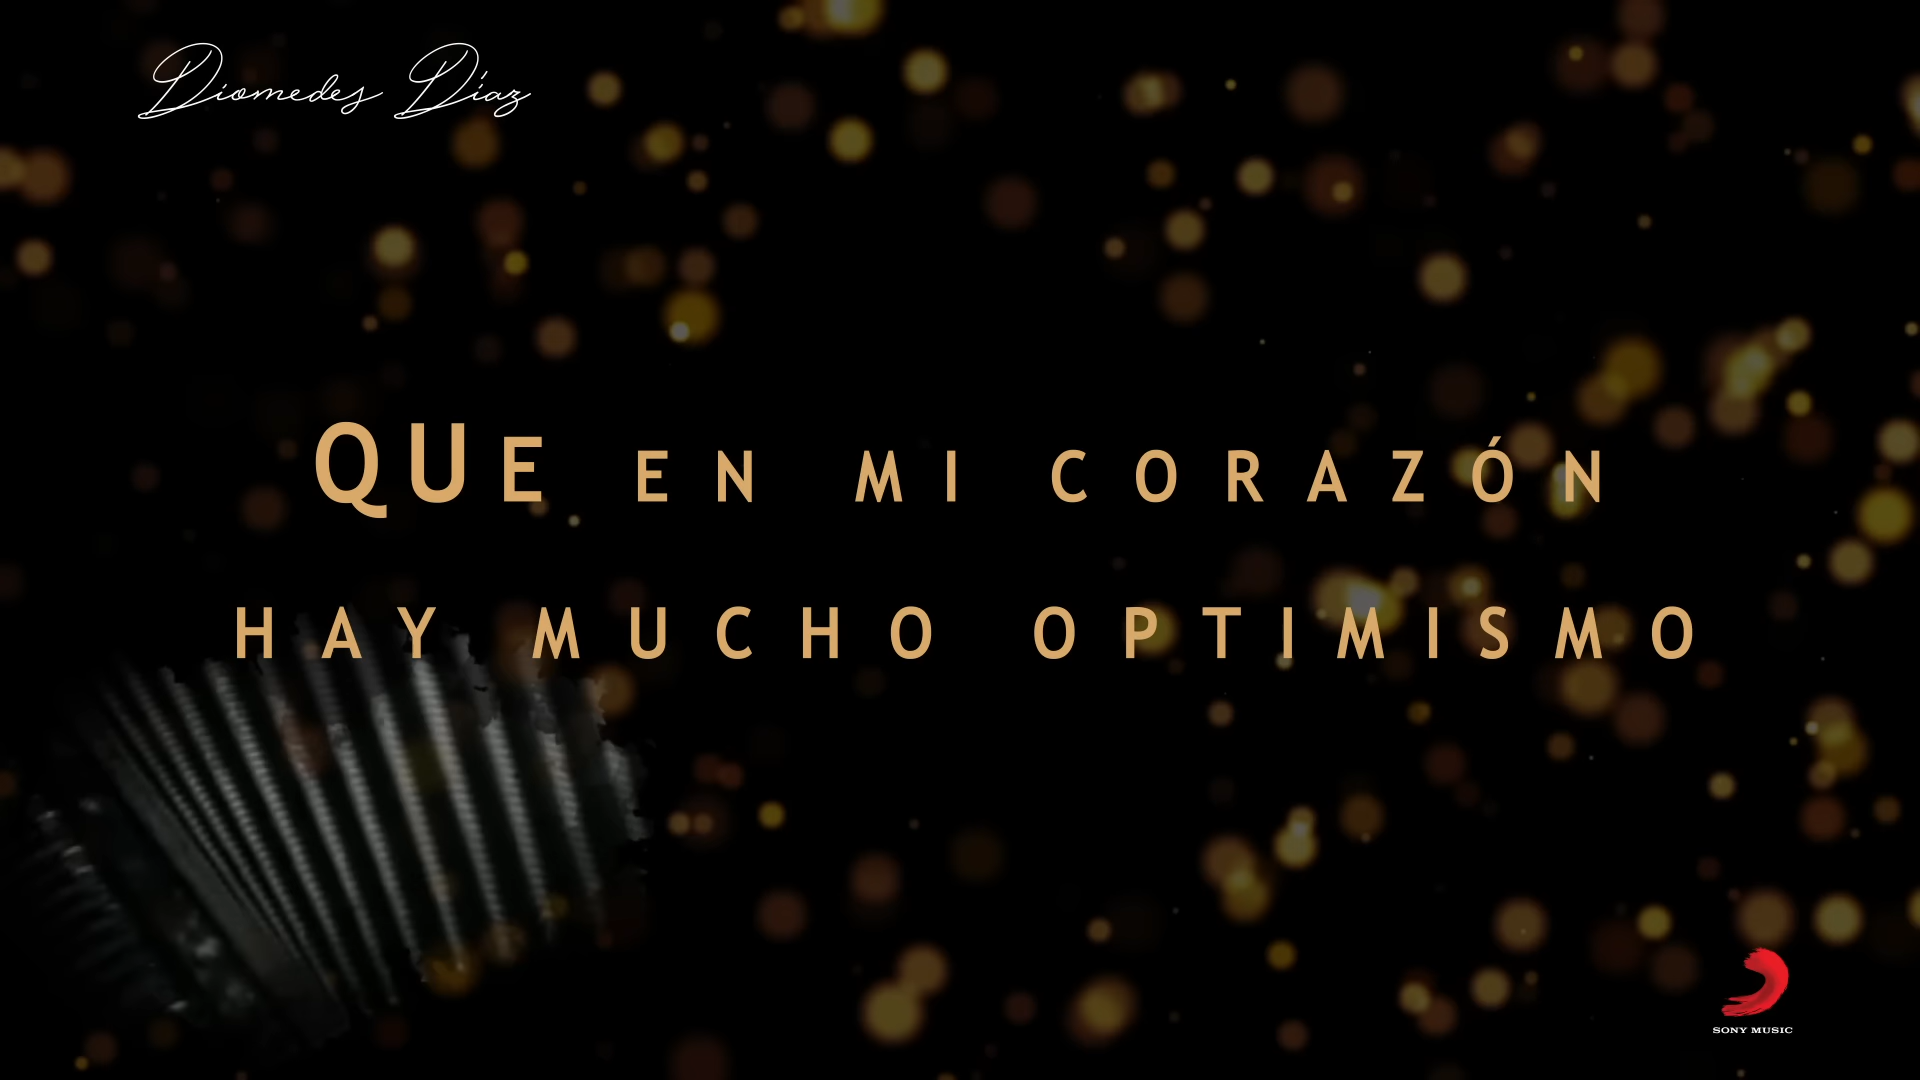 Diomedes Díaz
QUE EN MI CORAZÓN
HAY MUCHO OPTIMISMO
SONY MUSIC